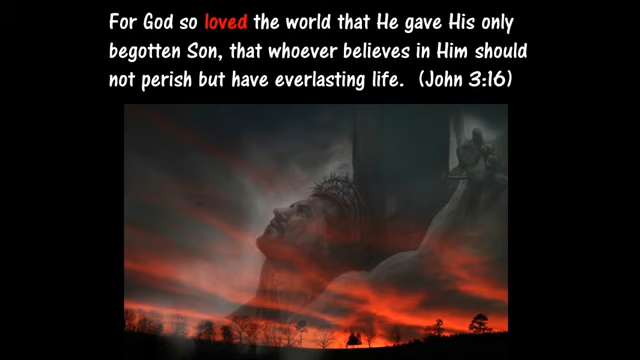 For God so loved the world that He gave His only
begotten Son, that whoever believes in Him should
not perish but have everlasting life. (John 3:16)